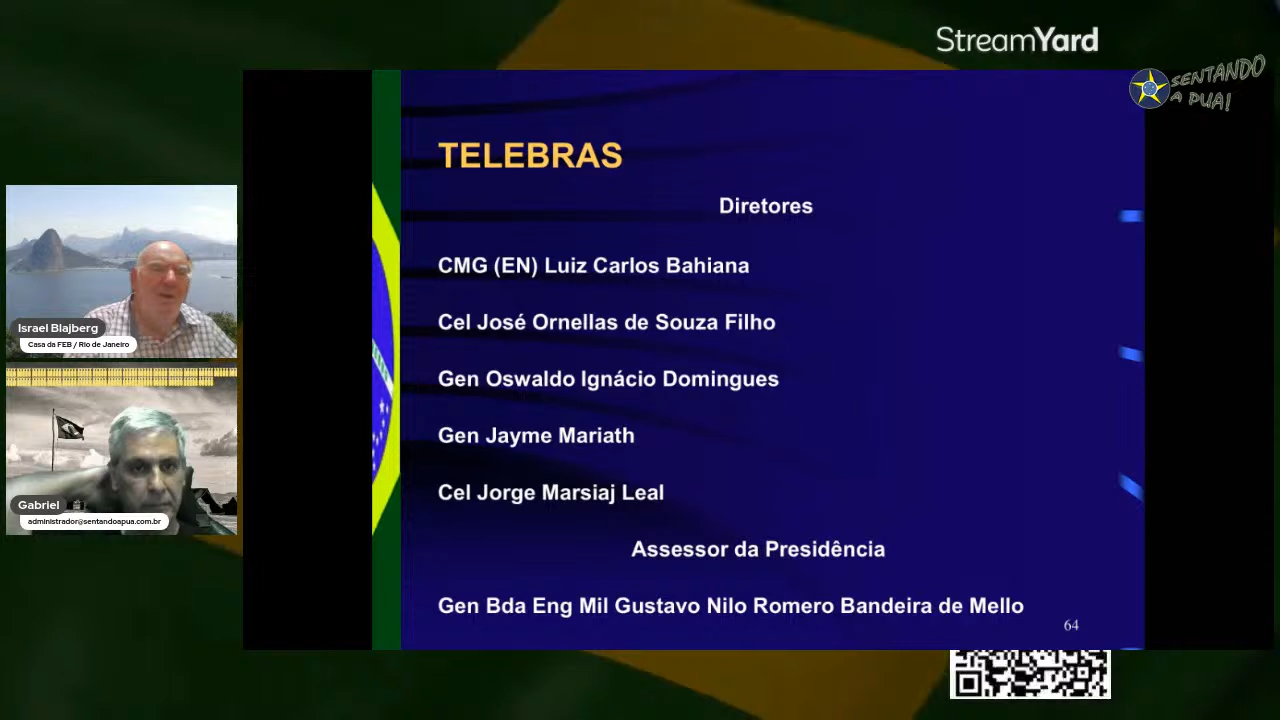 StreamYard
SENTANDO
A PUA!
TELEBRAS
Diretores
CMG (EN) Luiz Carlos Bahiana
Cel José Ornellas de Souza Filho
Gen Oswaldo Ignácio Domingues
Gen Jayme Mariath
Cel Jorge Marsiaj Leal
Assessor da Presidência
Gen Bda Eng Mil Gustavo Nilo Romero Bandeira de Mello
64
Israel Blajberg
Casa da FEB / Rio de Janeiro
Gabriel
administrador@sentandoapua.com.br